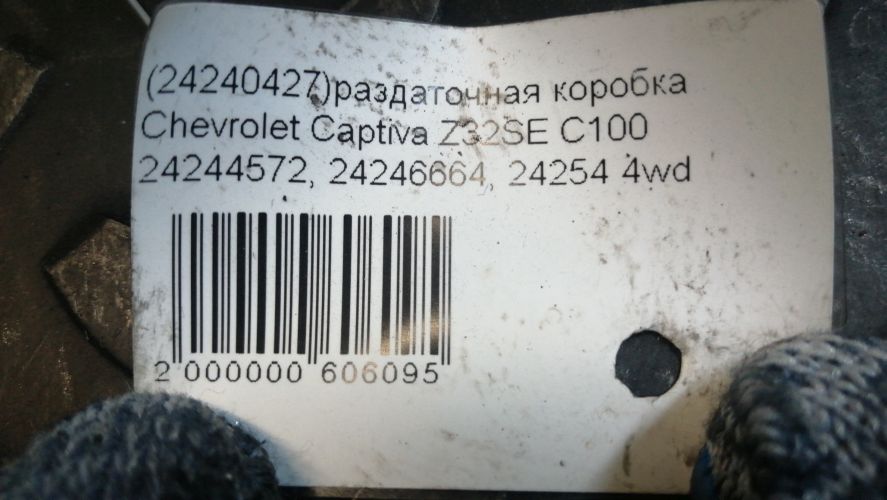 (24240427)раздаточная коробка
Chevrolet Captiva Z32SE C100
24244572, 24246664, 24254 4wd
2 000000 606095